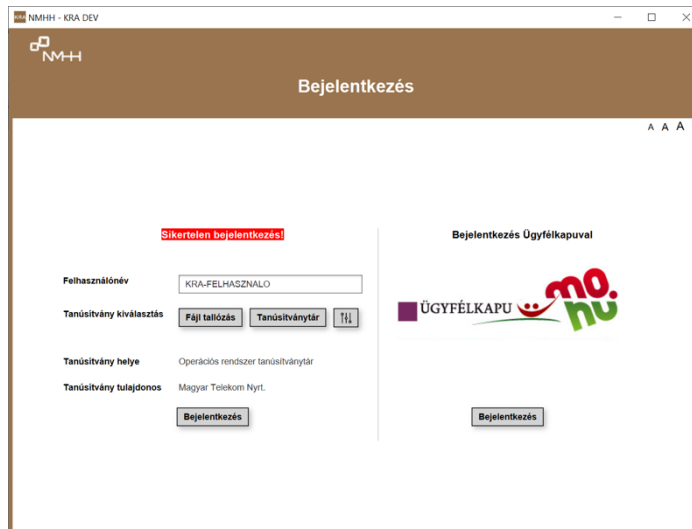 KRA NMHH - KRA DEV
NMHH
Bejelentkezés
A A A
Sikertelen bejelentkezés!
Felhasználónév KRA-FELHASZNALO
Tanúsítvány kiválasztás Fájl tallózás Tanúsítványtár
Tanúsítvány helye Operációs rendszer tanúsítványtár
Tanúsítvány tulajdonos Magyar Telekom Nyrt.
Bejelentkezés
Bejelentkezés Ügyfélkapuval
ÜGYFÉLKAPU mo.hu
Bejelentkezés